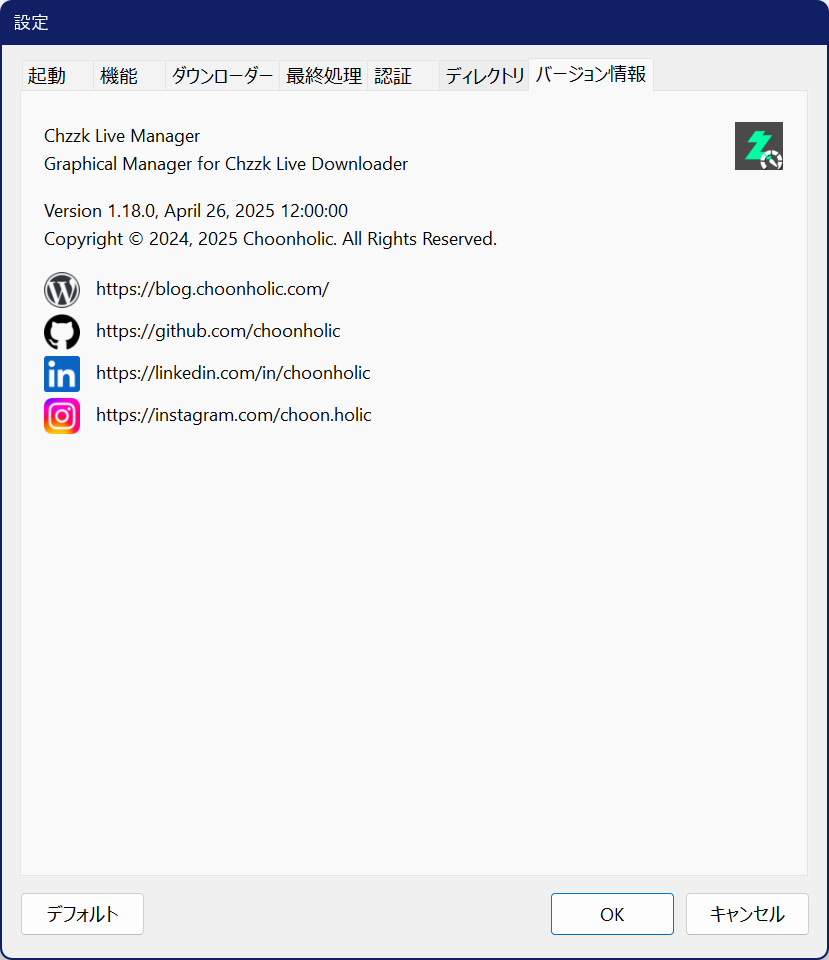 設定
起動 機能 ダウンローダー 最終処理 認証 ディレクトリ バージョン情報
Chzzk Live Manager
Graphical Manager for Chzzk Live Downloader
Version 1.18.0, April 26, 2025 12:00:00
Copyright © 2024, 2025 Choonholic. All Rights Reserved.
https://blog.choonholic.com/
https://github.com/choonholic
https://linkedin.com/in/choonholic
https://instagram.com/choon.holic
デフォルト OK キャンセル